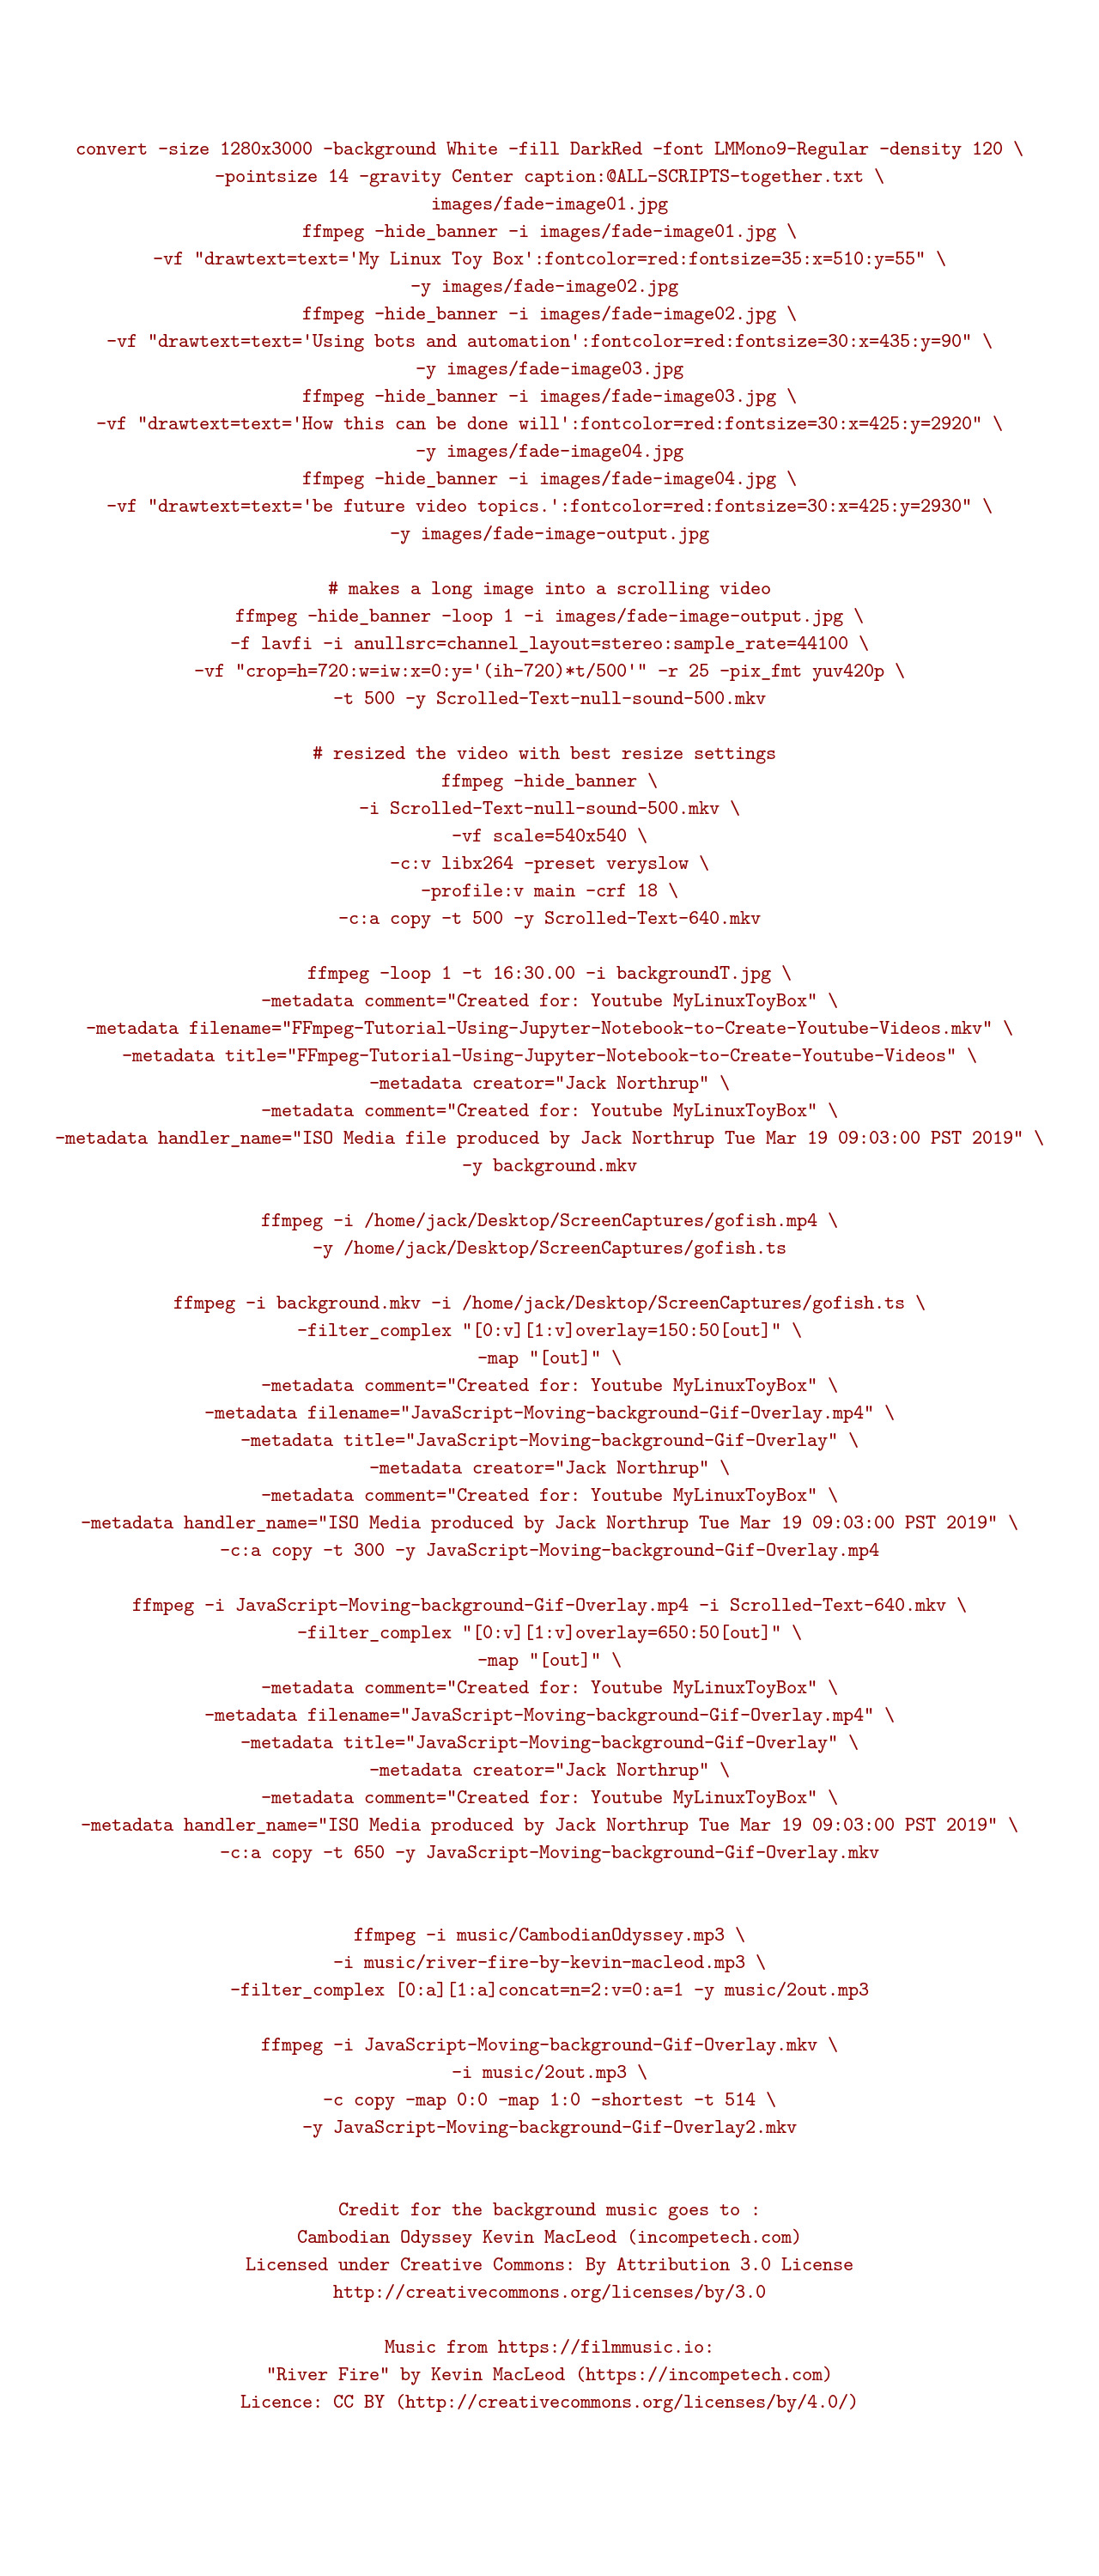 convert -size 1280x3000 -background White -fill DarkRed -font LMMono9-Regular -density 120 \
-pointsize 14 -gravity Center caption:@ALL-SCRIPTS-together.txt \
images/fade-image01.jpg
ffmpeg -hide_banner -i images/fade-image01.jpg \
-vf "drawtext=text='My Linux Toy Box':fontcolor=red:fontsize=35:x=510:y=55" \
-y images/fade-image02.jpg
ffmpeg -hide_banner -i images/fade-image02.jpg \
-vf "drawtext=text='Using bots and automation':fontcolor=red:fontsize=30:x=435:y=90" \
-y images/fade-image03.jpg
ffmpeg -hide_banner -i images/fade-image03.jpg \
-vf "drawtext=text='How this can be done will':fontcolor=red:fontsize=30:x=425:y=2920" \
-y images/fade-image04.jpg
ffmpeg -hide_banner -i images/fade-image04.jpg \
-vf "drawtext=text='be future video topics.':fontcolor=red:fontsize=30:x=425:y=2930" \
-y images/fade-image-output.jpg
# makes a long image into a scrolling video
ffmpeg -hide_banner -loop 1 -i images/fade-image-output.jpg \
-f lavfi -i anullsrc=channel_layout=stereo:sample_rate=44100 \
-vf "crop=h=720:w=iw:x=0:y='(ih-720)*t/500'" -r 25 -pix_fmt yuv420p \
-t 500 -y Scrolled-Text-null-sound-500.mkv
# resized the video with best resize settings
ffmpeg -hide_banner \
-i Scrolled-Text-null-sound-500.mkv \
-vf scale=540x540 \
-c:v libx264 -preset veryslow \
-profile:v main -crf 18 \
-c:a copy -t 500 -y Scrolled-Text-640.mkv
ffmpeg -loop 1 -t 16:30.00 -i backgroundT.jpg \
-metadata comment="Created for: Youtube MyLinuxToyBox" \
-metadata filename="FFmpeg-Tutorial-Using-Jupyter-Notebook-to-Create-Youtube-Videos.mkv" \
-metadata title="FFmpeg-Tutorial-Using-Jupyter-Notebook-to-Create-Youtube-Videos" \
-metadata creator="Jack Northrup" \
-metadata comment="Created for: Youtube MyLinuxToyBox" \
-metadata handler_name="ISO Media file produced by Jack Northrup Tue Mar 19 09:03:00 PST 2019" \
-y background.mkv
ffmpeg -i /home/jack/Desktop/ScreenCaptures/gofish.mp4 \
-y /home/jack/Desktop/ScreenCaptures/gofish.ts
ffmpeg -i background.mkv -i /home/jack/Desktop/ScreenCaptures/gofish.ts \
-filter_complex "[0:v][1:v]overlay=150:50[out]" \
-map "[out]" \
-metadata comment="Created for: Youtube MyLinuxToyBox" \
-metadata filename="JavaScript-Moving-background-Gif-Overlay.mp4" \
-metadata title="JavaScript-Moving-background-Gif-Overlay" \
-metadata creator="Jack Northrup" \
-metadata comment="Created for: Youtube MyLinuxToyBox" \
-metadata handler_name="ISO Media produced by Jack Northrup Tue Mar 19 09:03:00 PST 2019" \
-c:a copy -t 300 -y JavaScript-Moving-background-Gif-Overlay.mp4
ffmpeg -i JavaScript-Moving-background-Gif-Overlay.mp4 -i Scrolled-Text-640.mkv \
-filter_complex "[0:v][1:v]overlay=650:50[out]" \
-map "[out]" \
-metadata comment="Created for: Youtube MyLinuxToyBox" \
-metadata filename="JavaScript-Moving-background-Gif-Overlay.mp4" \
-metadata title="JavaScript-Moving-background-Gif-Overlay" \
-metadata creator="Jack Northrup" \
-metadata comment="Created for: Youtube MyLinuxToyBox" \
-metadata handler_name="ISO Media produced by Jack Northrup Tue Mar 19 09:03:00 PST 2019" \
-c:a copy -t 650 -y JavaScript-Moving-background-Gif-Overlay.mkv
ffmpeg -i music/CambodianOdyssey.mp3 \
-i music/river-fire-by-kevin-macleod.mp3 \
-filter_complex [0:a][1:a]concat=n=2:v=0:a=1 -y music/2out.mp3
ffmpeg -i JavaScript-Moving-background-Gif-Overlay.mkv \
-i music/2out.mp3 \
-c copy -map 0:0 -map 1:0 -shortest -t 514 \
-y JavaScript-Moving-background-Gif-Overlay2.mkv
Credit for the background music goes to :
Cambodian Odyssey Kevin MacLeod (incompetech.com)
Licensed under Creative Commons: By Attribution 3.0 License
http://creativecommons.org/licenses/by/3.0
Music from https://filmmusic.io:
"River Fire" by Kevin MacLeod (https://incompetech.com)
Licence: CC BY (http://creativecommons.org/licenses/by/4.0/)